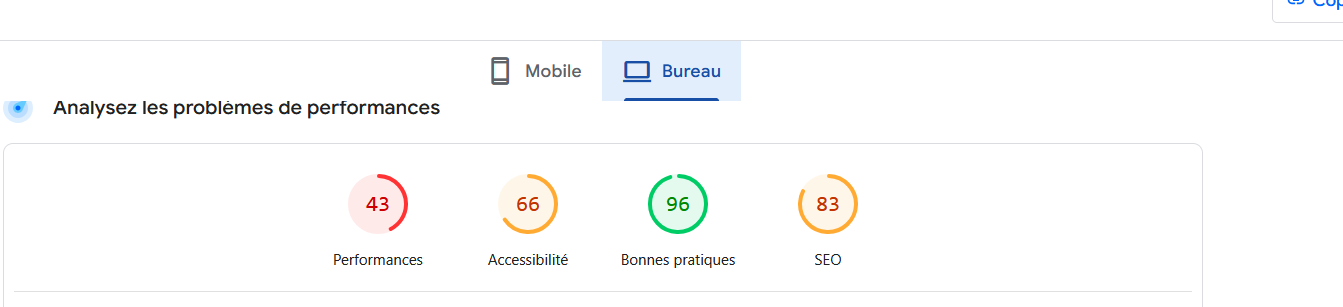 Mobile
Bureau
Analysez les problèmes de performances
43
66
96
83
Performances
Accessibilité
Bonnes pratiques
SEO